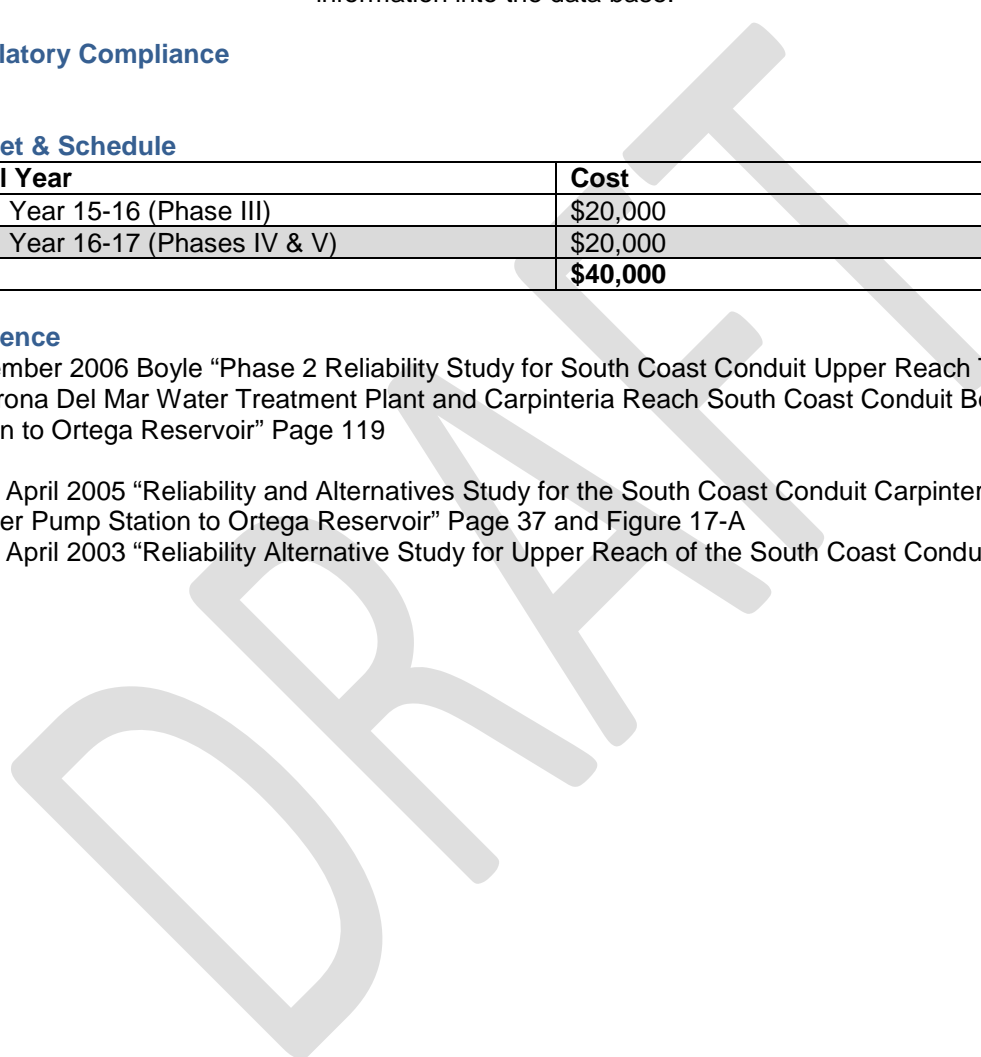 information into the data base.
latory Compliance
et & Schedule
l Year Cost
Year 15-16 (Phase III) $20,000
Year 16-17 (Phases IV & V) $20,000
$40,000
ence
ember 2006 Boyle “Phase 2 Reliability Study for South Coast Conduit Upper Reach
rona Del Mar Water Treatment Plant and Carpinteria Reach South Coast Conduit
n to Ortega Reservoir” Page 119
April 2005 “Reliability and Alternatives Study for the South Coast Conduit Carpinter
er Pump Station to Ortega Reservoir” Page 37 and Figure 17-A
April 2003 “Reliability Alternative Study for Upper Reach of the South Coast Condu
DRAFT